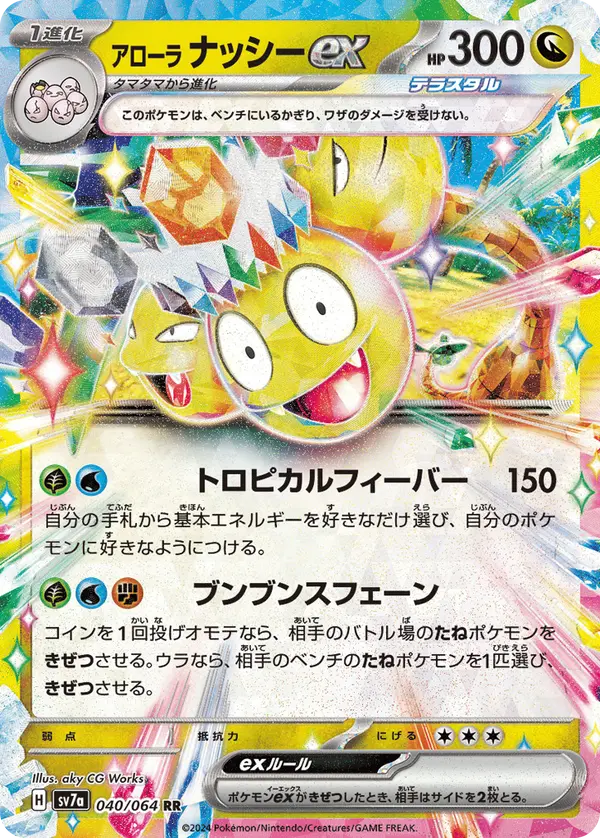 1進化
アローラ ナッシーex
HP 300
タマタマから進化
テラスタル
このポケモンは、ベンチにいるかぎり、ワザのダメージを受けない。
トロピカルフィーバー 150
自分の手札から基本エネルギーを好きなだけ選び、自分のポケ
モンに好きなようにつける。
ブンブンスフェーン
コインを1回投げオモテなら、相手のバトル場のたねポケモンを
きぜつさせる。ウラなら、相手のベンチのたねポケモンを1匹選び、
きぜつさせる。
弱点 抵抗力 にげる
exルール
ポケモンexがきぜつしたとき、相手はサイドを2枚とる。
Illus. aky CG Works
H sv7a 040/064 RR
©2024 Pokémon/Nintendo/Creatures/GAME FREAK.